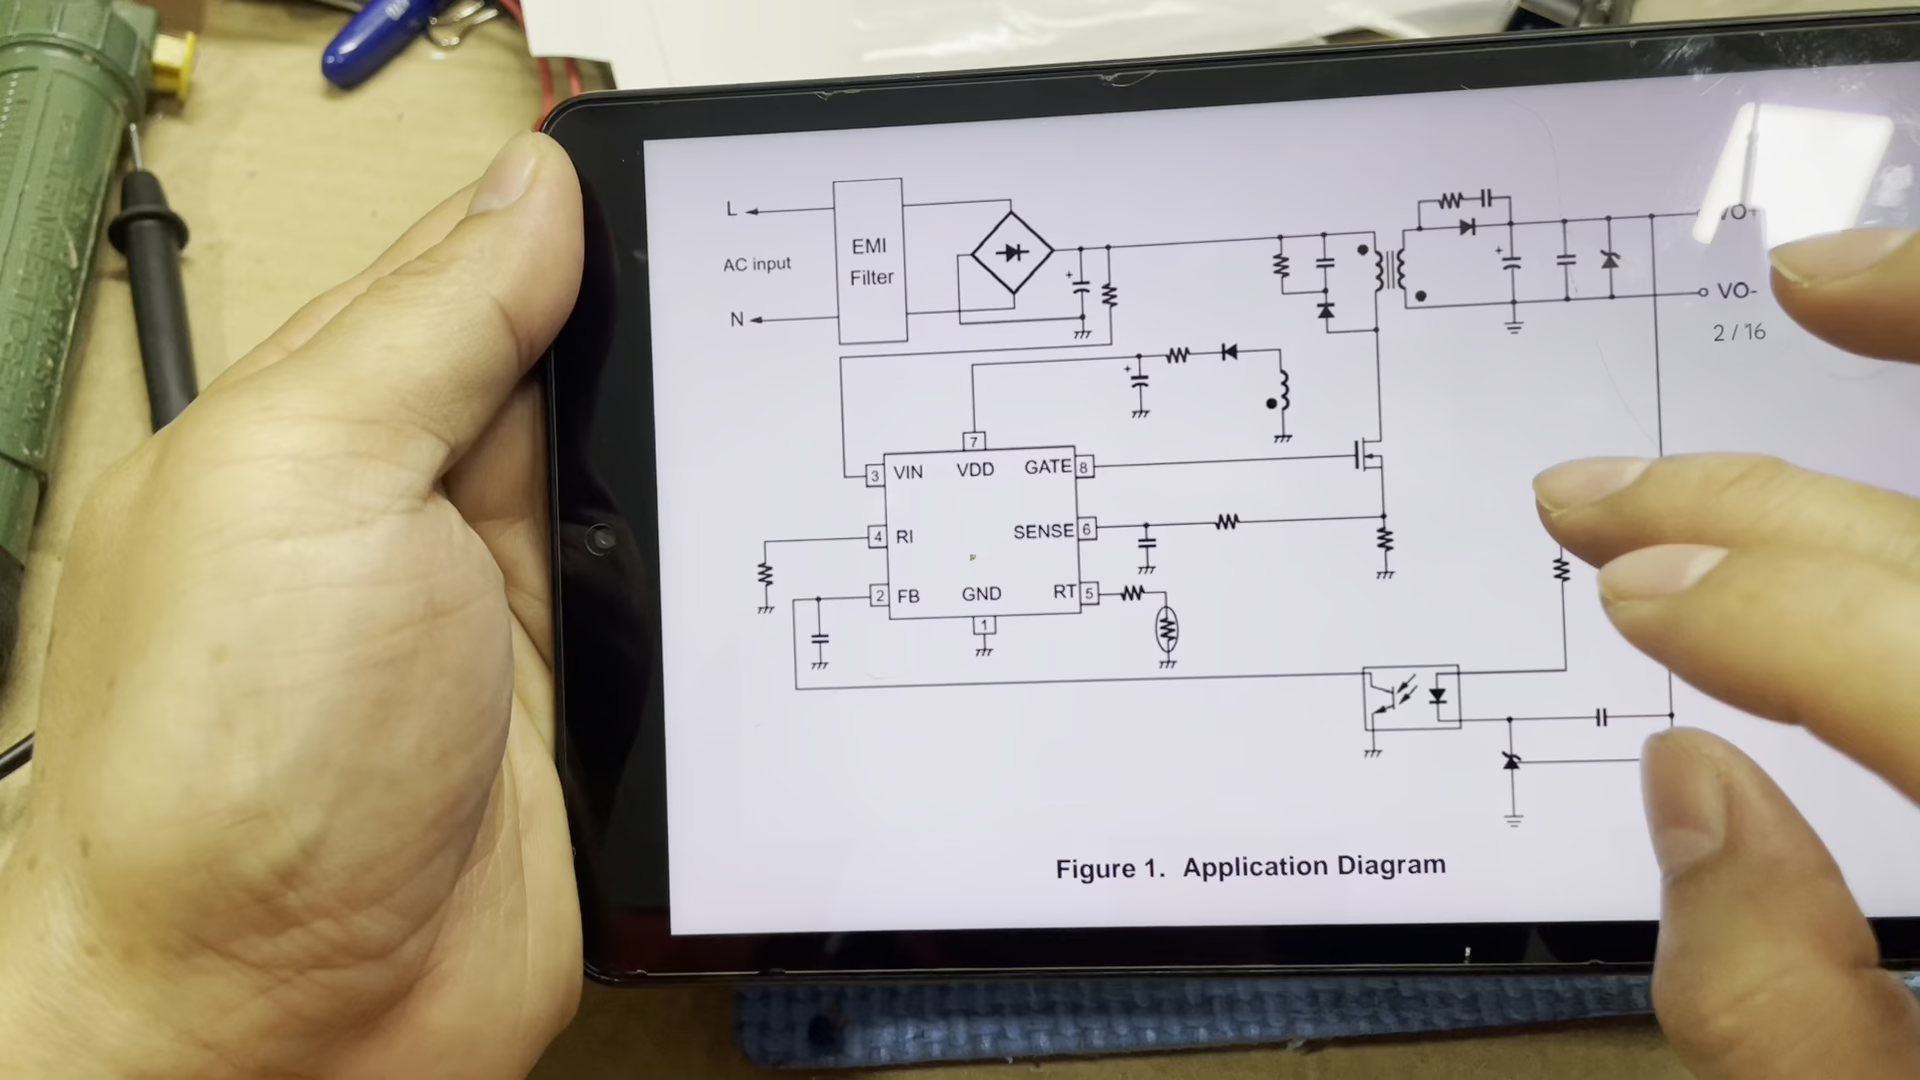 L
AC input
N
EMI
Filter
VO+
VO-
2 / 16
7
3 VIN VDD GATE 8
4 RI SENSE 6
2 FB GND RT 5
1
+
+
+
Figure 1. Application Diagram